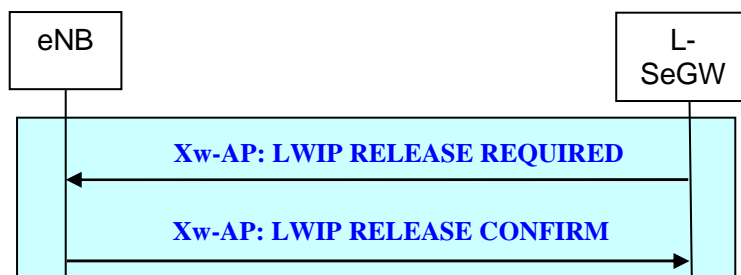 eNB
L-
SeGW
Xw-AP: LWIP RELEASE REQUIRED
Xw-AP: LWIP RELEASE CONFIRM